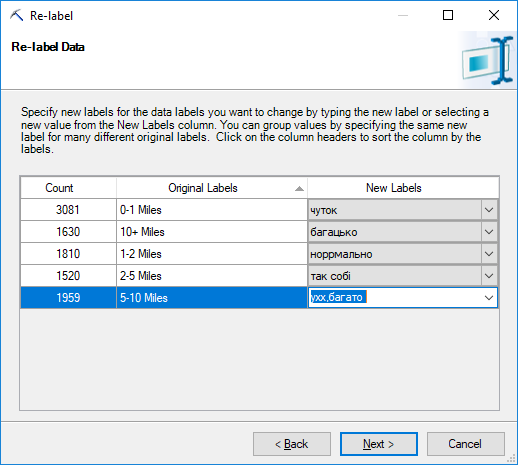 Re-label
Re-label Data
Specify new labels for the data labels you want to change by typing the new label or selecting a
new value from the New Labels column. You can group values by specifying the same new
label for many different original labels. Click on the column headers to sort the column by the
labels.
Count Original Labels New Labels
3081 0-1 Miles чуток
1630 10+ Miles багацько
1810 1-2 Miles норрмально
1520 2-5 Miles так собі
1959 5-10 Miles ухх,багато
< Back Next > Cancel